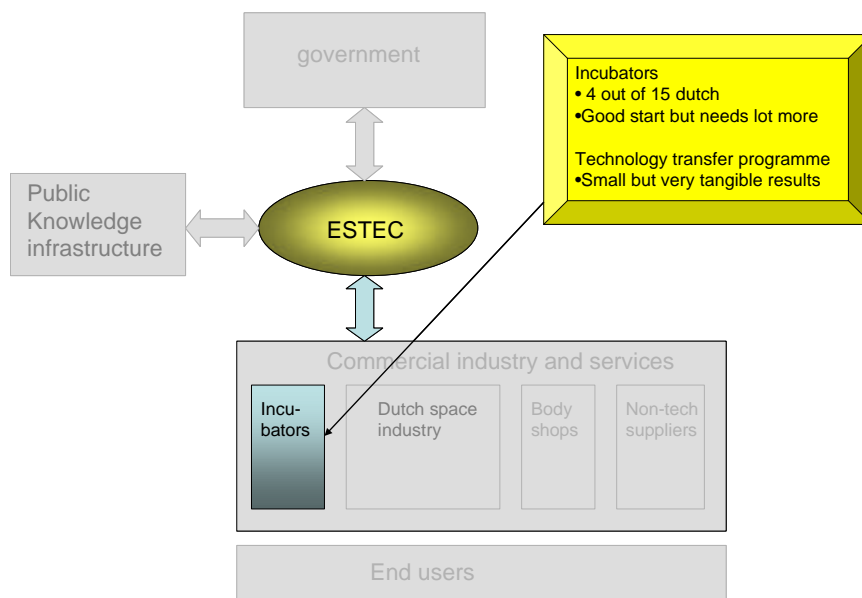 government
Incubators
• 4 out of 15 dutch
•Good start but needs lot more
Technology transfer programme
•Small but very tangible results
Public
Knowledge
infrastructure
ESTEC
Commercial industry and services
Incu-
bators
Dutch space
industry
Body
shops
Non-tech
suppliers
End users